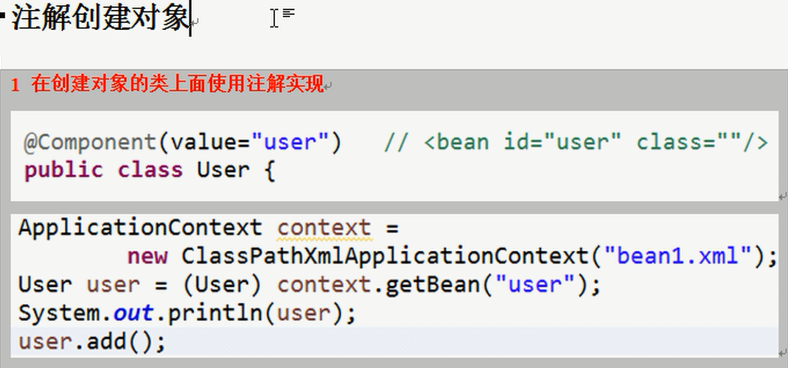 注解创建对象
1 在创建对象的类上面使用注解实现
@Component(value="user")   // <bean id="user" class=""/>
public class User {
ApplicationContext context =
        new ClassPathXmlApplicationContext("bean1.xml");
User user = (User) context.getBean("user");
System.out.println(user);
user.add();